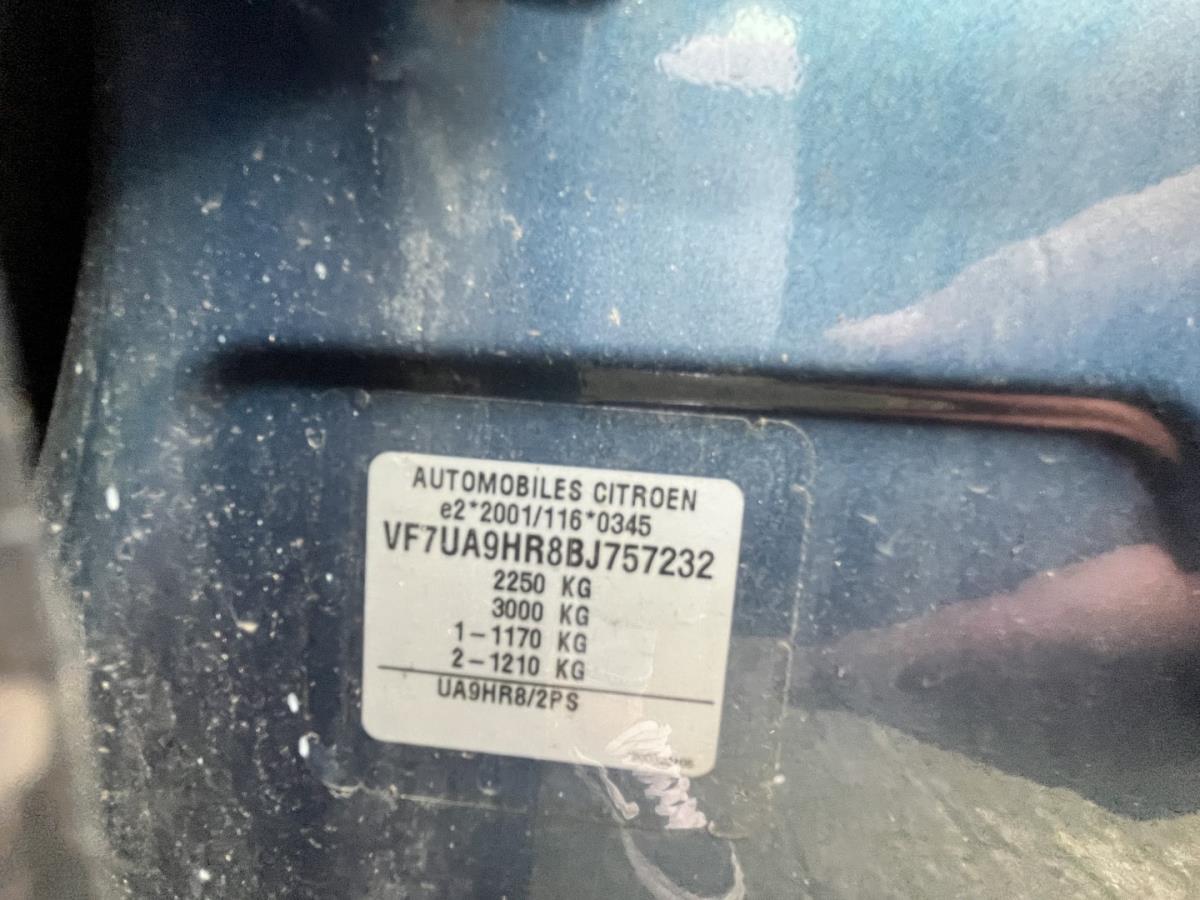 AUTOMOBILES CITROEN
e2*2001/116*0345
VF7UA9HR8BJ757232
2250 KG
3000 KG
1-1170 KG
2-1210 KG
UA9HR8/2PS